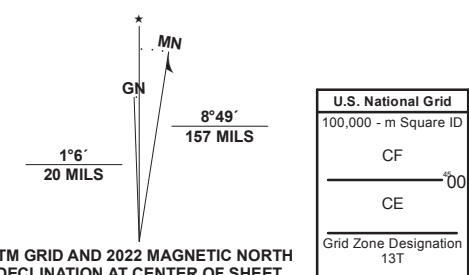 ★
MN
GN
8°49´
157 MILS
1°6´
20 MILS
TM GRID AND 2022 MAGNETIC NORTH
DECLINATION AT CENTER OF SHEET
U.S. National Grid
100,000 - m Square ID
CF
4500
CE
Grid Zone Designation
13T